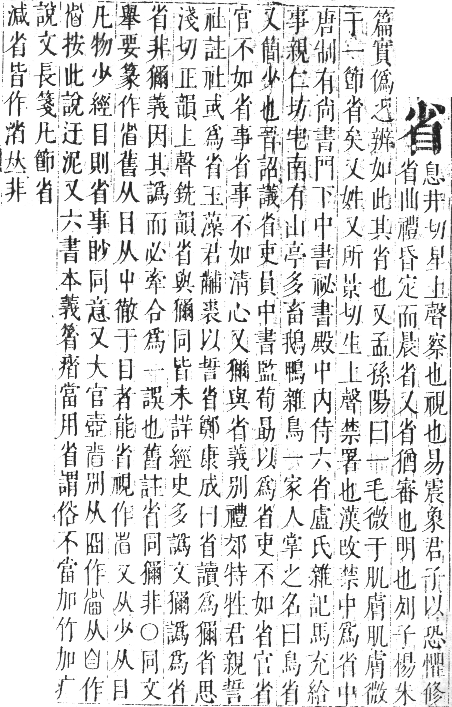 省息井切星上聲察也視也易震象君子以恐懼修
省曲禮昏定而晨省又省猶審也明也列子楊朱
篇實僞之辨如此其省也又孟孫陽曰一毛微于肌膚肌膚微
于一節省矣又姓又所景切生上聲禁署也漢改禁中爲省中
唐制有尚書門下中書祕書殿中內侍六省盧氏雜記馬充給
事親仁坊宅南有山亭多畜鵝鴨雜鳥一家人掌之名曰鳥省
又簡少也晉詔議省吏員中書監荀勗以爲省吏不如省官省
官不如省事省事不如清心又獮與省義別禮郊特牲君親誓
社註社或爲省玉藻君黼裘以誓省鄭康成曰省讀爲獮省思
淺切正韻上聲銑韻省與獮同皆未詳經史多譌文獮譌爲省
省非獮義因其譌而必牽合爲一誤也舊註省同獮非○同文
舉要篆作㿝舊从目从屮徹于目者能省視作㿝又从少从目
凡物少經目則省事眇同意又大官壺㿝刑从囧作𥁞从自作
㿝按此說迂泥又六書本義䈇㾪當用省謂俗不當加竹加疒
說文長箋凡節省
減省皆作渻𠀤非